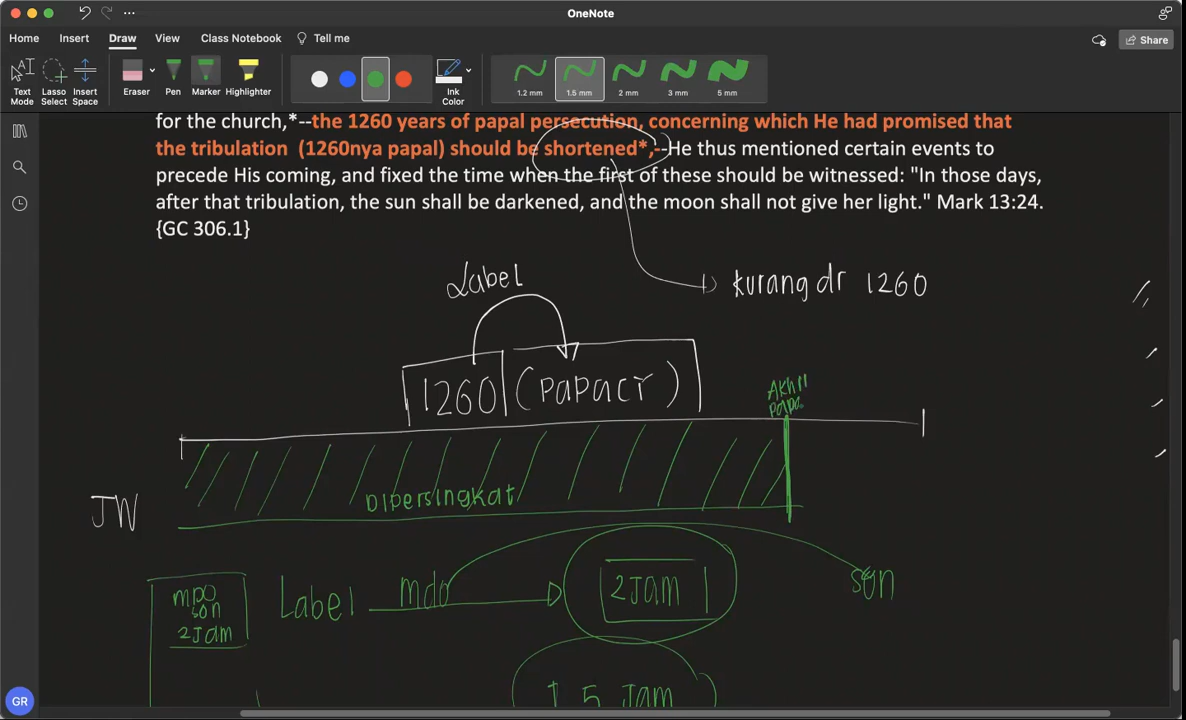 OneNote
Home Insert Draw View Class Notebook Tell me
Share
Text Mode
Lasso Select
Insert Space
Eraser
Pen
Marker
Highlighter
Ink Color
1.2 mm
1.5 mm
2 mm
3 mm
5 mm
for the church,*--the 1260 years of papal persecution, concerning which He had promised that
the tribulation (1260nya papal) should be shortened*,--He thus mentioned certain events to
precede His coming, and fixed the time when the first of these should be witnessed: "In those days,
after that tribulation, the sun shall be darkened, and the moon shall not give her light." Mark 13:24.
{GC 306.1}
Label
kurang dr 1260
1260 (PAPACY)
Akhir
papa
Dipersingkat
JW
mdo
son
2Jam
Label mdo 2Jam son
1 5 Jam
GR